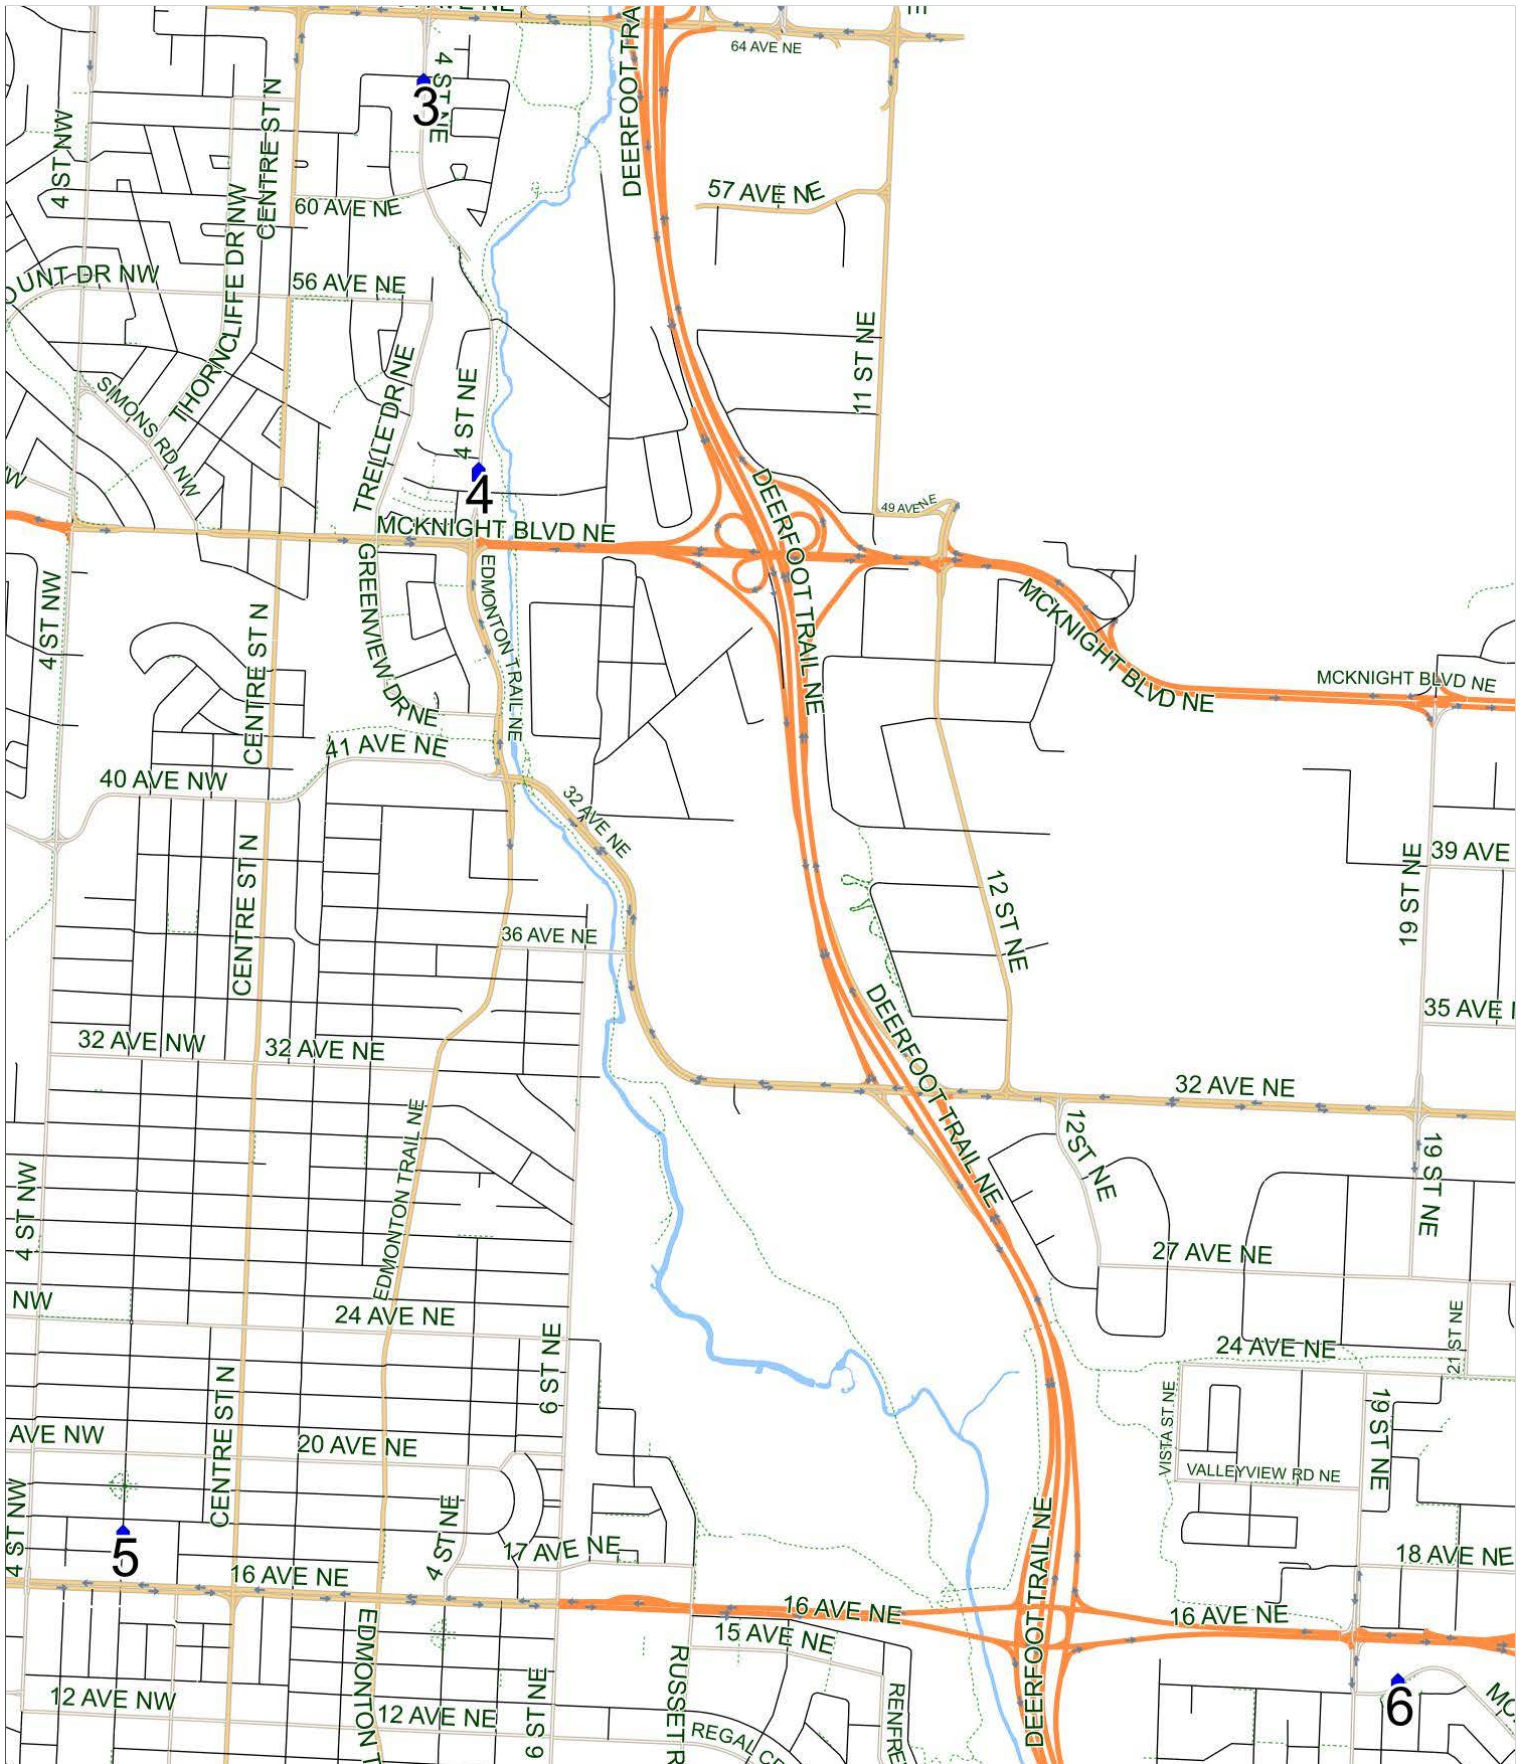 64 AVE NE
4 ST NE
3
DEERFOOT TRA
4 ST NW
CENTRE ST N
57 AVE NE
60 AVE NE
THORNCLIFFE DR NW
OUNT DR NW
56 AVE NE
11 ST NE
TRELLE DR NE
4 ST NE
SIMONS RD NW
4
DEERFOOT TRAIL NE
49 AVE NE
MCKNIGHT BLVD NE
GREENVIEW DR NE
EDMONTON TRAIL NE
4 ST NW
MCKNIGHT BLVD NE
CENTRE ST N
MCKNIGHT BLVD NE
41 AVE NE
40 AVE NW
32 AVE NE
39 AVE
CENTRE ST N
12 ST NE
19 ST NE
36 AVE NE
DEERFOOT TRAIL NE
35 AVE
32 AVE NW
32 AVE NE
32 AVE NE
EDMONTON TRAIL NE
12 ST NE
19 ST NE
4 ST NW
27 AVE NE
NW
24 AVE NE
6 ST NE
24 AVE NE
21 ST NE
CENTRE ST N
VISTA ST NE
19 ST NE
AVE NW
20 AVE NE
VALLEYVIEW RD NE
4 ST NW
5
4 ST NE
17 AVE NE
DEERFOOT TRAIL NE
18 AVE NE
16 AVE NE
16 AVE NE
16 AVE NE
EDMONTON T
15 AVE NE
RUSSET R
6 ST NE
RENFRE
12 AVE NW
12 AVE NE
REGAL CR
6
MO